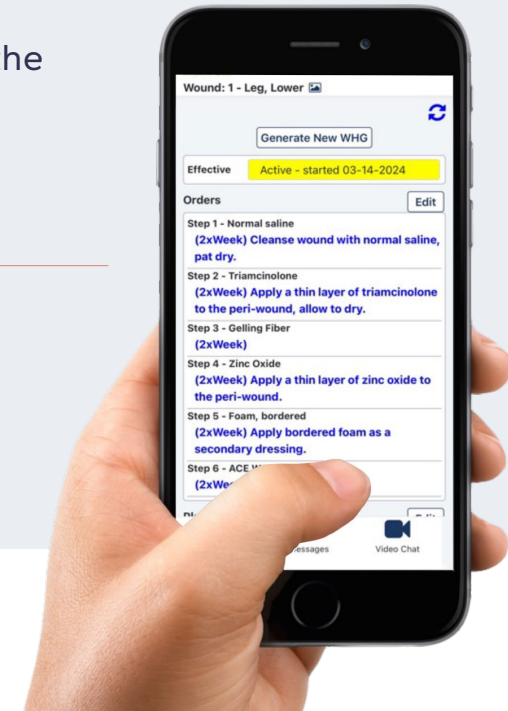 the
Wound: 1 - Leg, Lower
Generate New WHG
Effective
Active - started 03-14-2024
Orders
Edit
Step 1 - Normal saline
(2xWeek) Cleanse wound with normal saline,
pat dry.
Step 2 - Triamcinolone
(2xWeek) Apply a thin layer of triamcinolone
to the peri-wound, allow to dry.
Step 3 - Gelling Fiber
(2xWeek)
Step 4 - Zinc Oxide
(2xWeek) Apply a thin layer of zinc oxide to
the peri-wound.
Step 5 - Foam, bordered
(2xWeek) Apply bordered foam as a
secondary dressing.
Step 6 - ACE
Video Chat